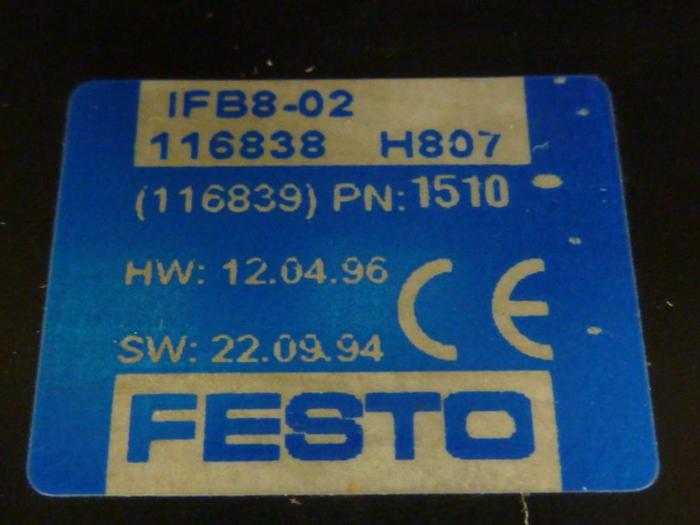 IFB8-02
116838 H807
(116839) PN: 1510
HW: 12.04.96
SW: 22.09.94
CE
FESTO